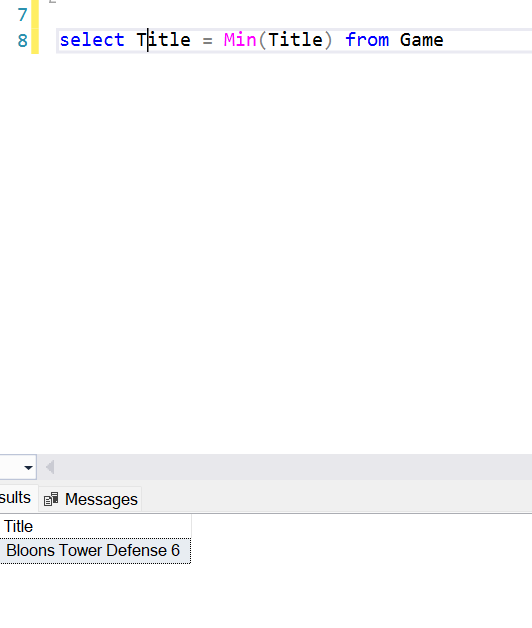 7
8 select Title = Min(Title) from Game
sults Messages
Title
Bloons Tower Defense 6